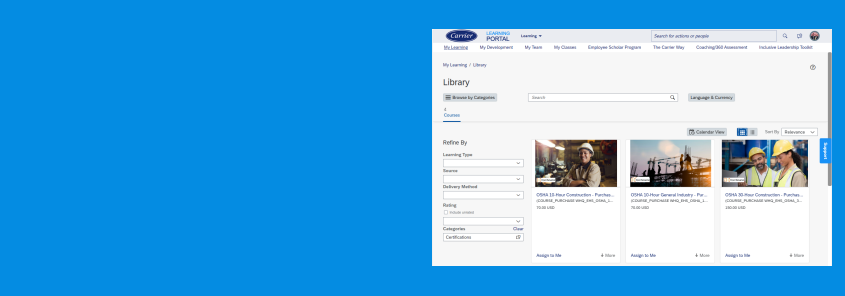 Carrier
LEARNING
PORTAL
Learning
Search for actions or people
My Learning My Development My Team My Classes Employee Scholar Program The Carrier Way Coaching/360 Assessment Inclusive Leadership Toolkit
My Learning / Library
Library
Browse by Categories
Search
Language & Currency
4
Courses
Calendar View
Sort By Relevance
Support
Refine By
Learning Type
Source
Delivery Method
Rating
Include unrated
Categories Clear
Certifications
OSHA 10-Hour Construction - Purchas...
(COURSE_PURCHASE WHQ_EHS_OSHA_1...
70.00 USD
Assign to Me + More
OSHA 10-Hour General Industry - Pur...
(COURSE_PURCHASE WHQ_EHS_OSHA_1...
70.00 USD
Assign to Me + More
OSHA 30-Hour Construction - Purchas...
(COURSE_PURCHASE WHQ_EHS_OSHA_3...
Assign to Me + More